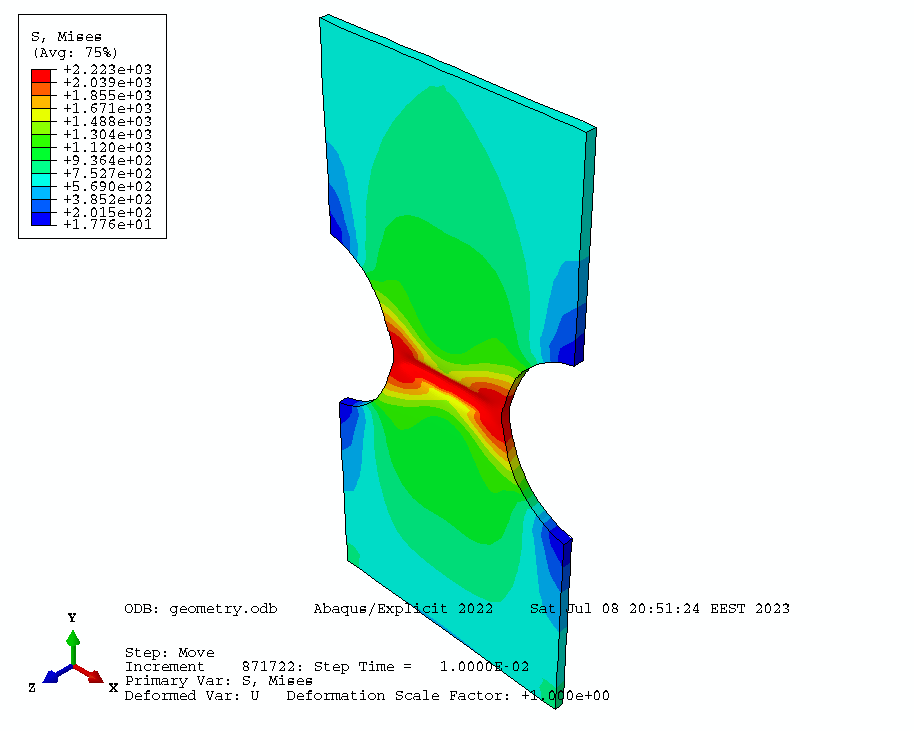 S, Mises
(Avg: 75%)
+2.223e+03
+2.039e+03
+1.855e+03
+1.671e+03
+1.488e+03
+1.304e+03
+1.120e+03
+9.364e+02
+7.527e+02
+5.690e+02
+3.852e+02
+2.015e+02
+1.776e+01
ODB: geometry.odb    Abaqus/Explicit 2022    Sat Jul 08 20:51:24 EEST 2023
Y
Z
X
Step: Move
Increment    871722: Step Time =    1.0000E-02
Primary Var: S, Mises
Deformed Var: U   Deformation Scale Factor: +1.000e+00